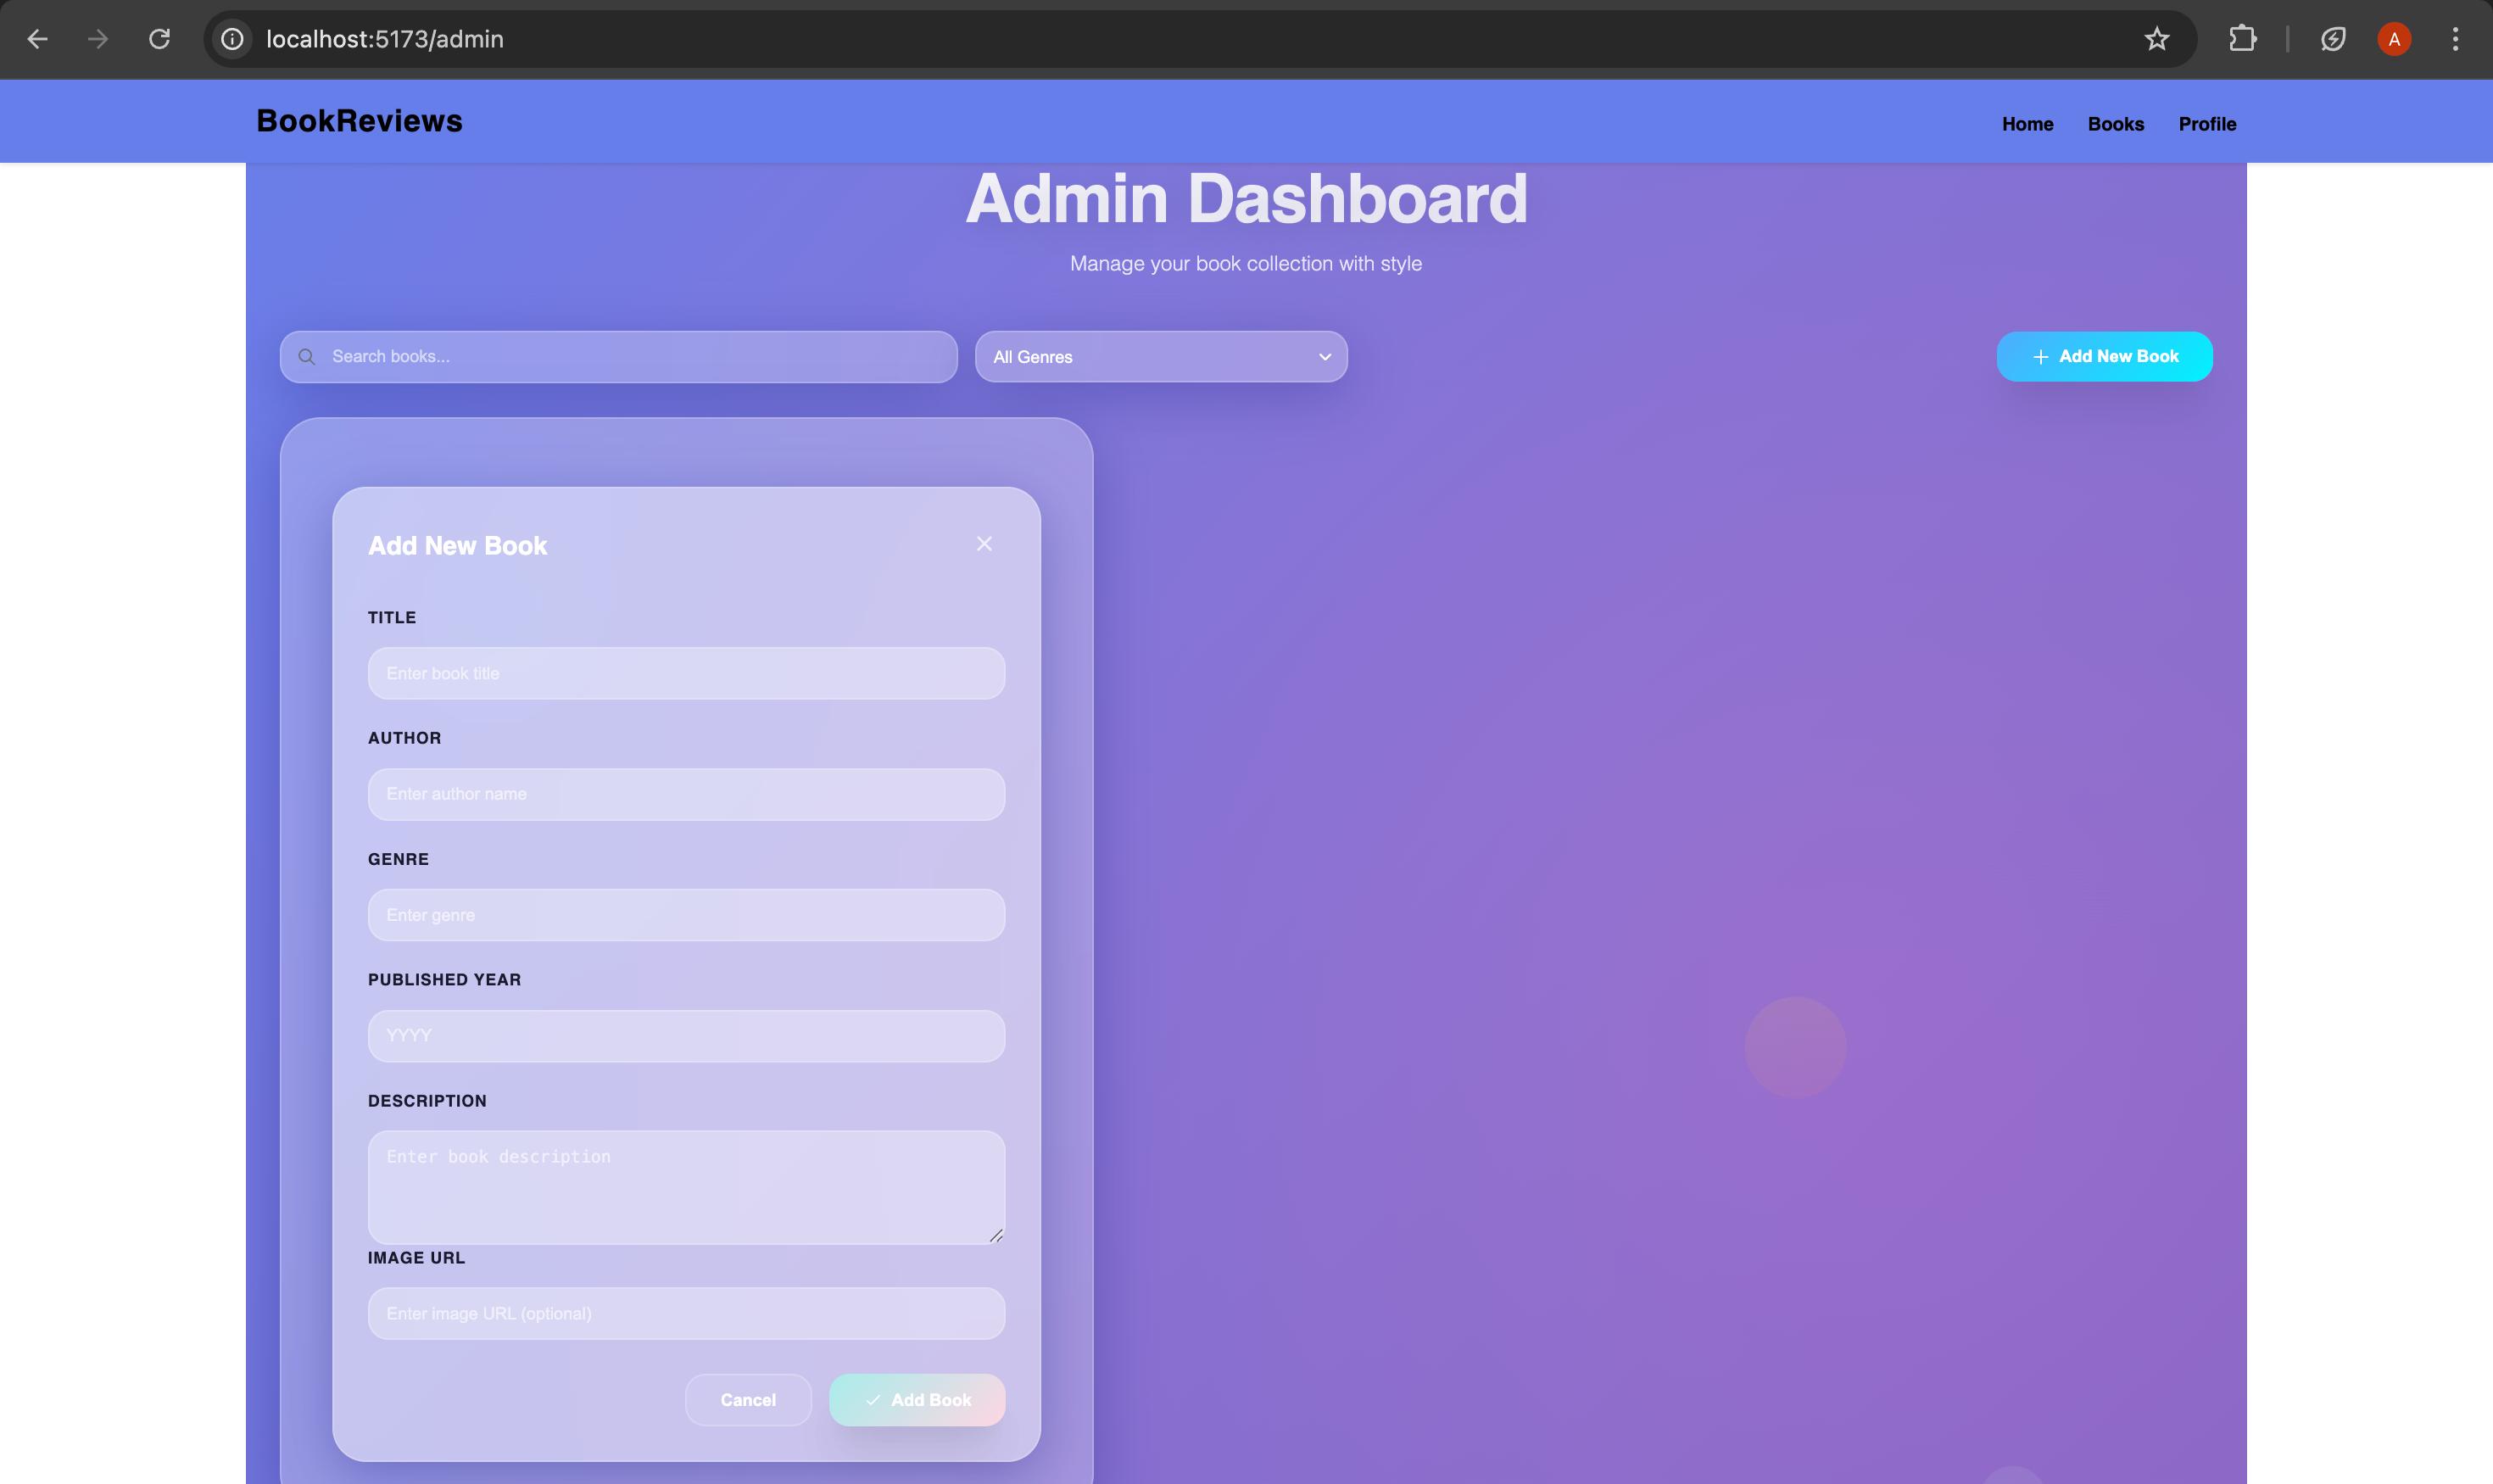 localhost:5173/admin
A
BookReviews
Home Books Profile
Admin Dashboard
Manage your book collection with style
Search books...
All Genres
Add New Book
Add New Book
TITLE
Enter book title
AUTHOR
Enter author name
GENRE
Enter genre
PUBLISHED YEAR
YYYY
DESCRIPTION
Enter book description
IMAGE URL
Enter image URL (optional)
Cancel
Add Book